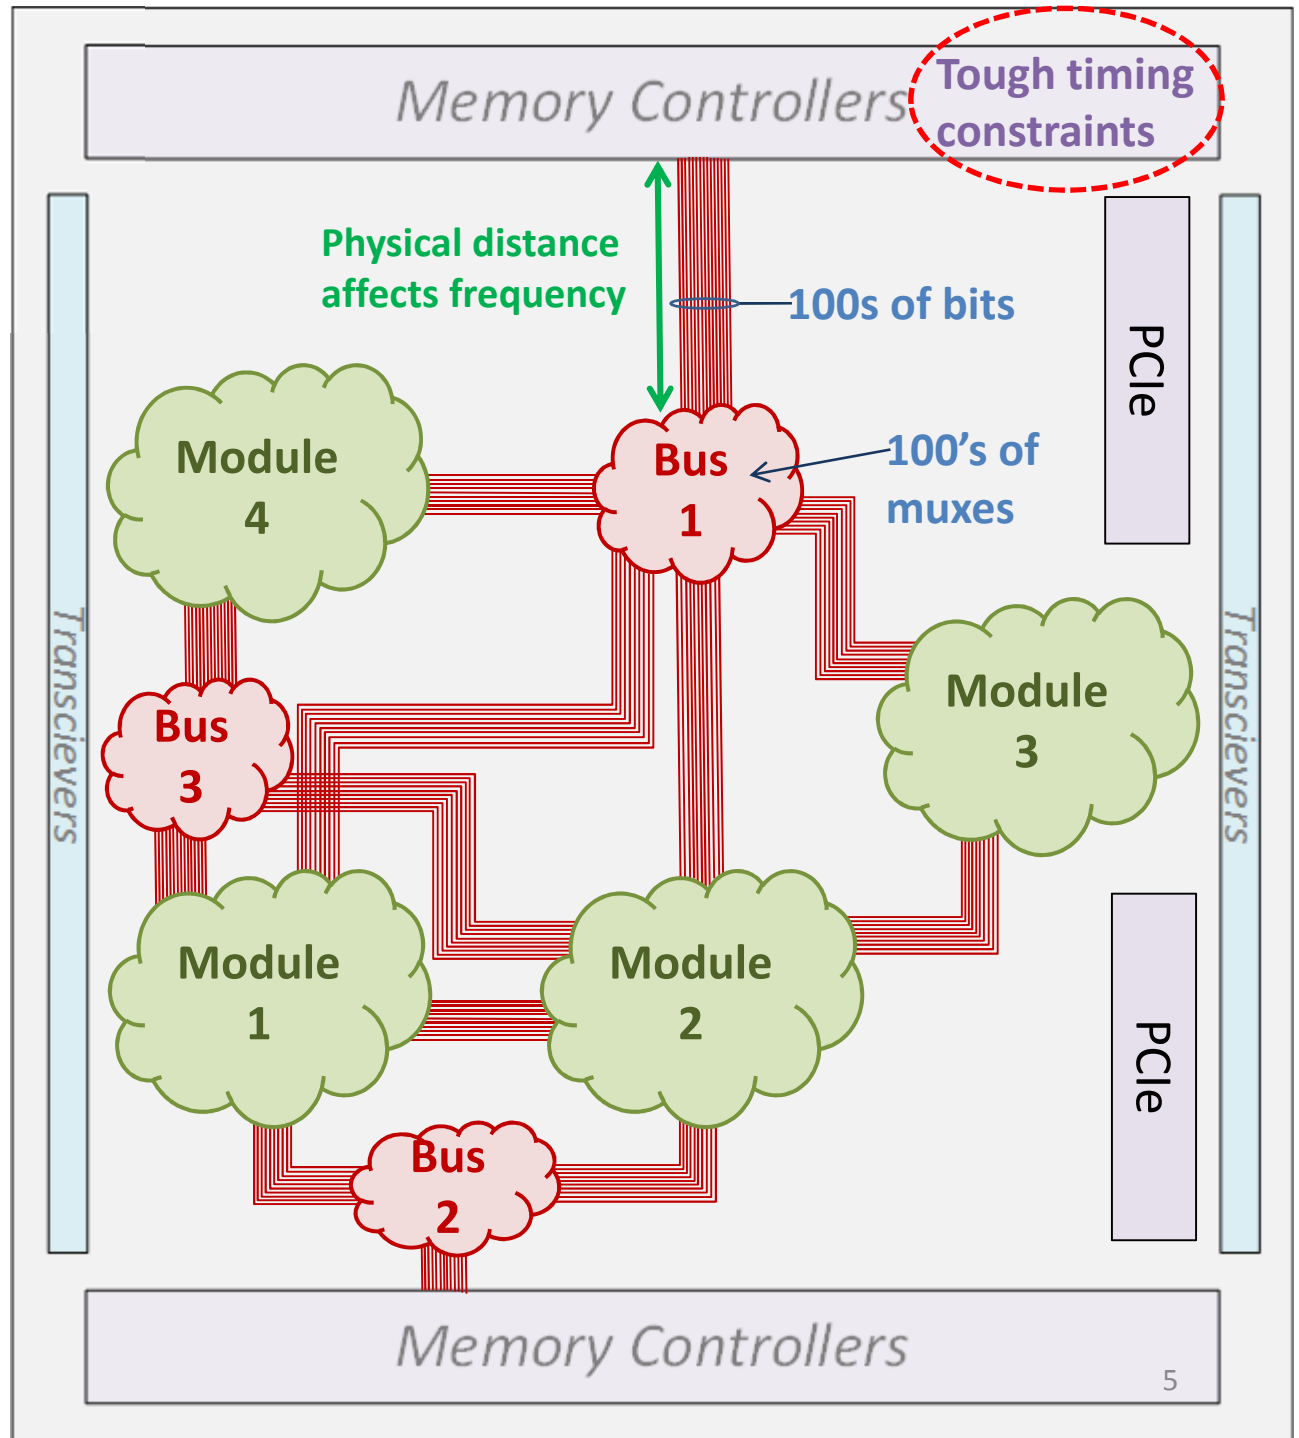 Memory Controllers
Tough timing
constraints
Physical distance
affects frequency
100s of bits
PCIe
Module
4
Bus
1
100’s of
muxes
Transcievers
Transcievers
Module
3
Bus
3
Module
1
Module
2
PCIe
Bus
2
Memory Controllers
5